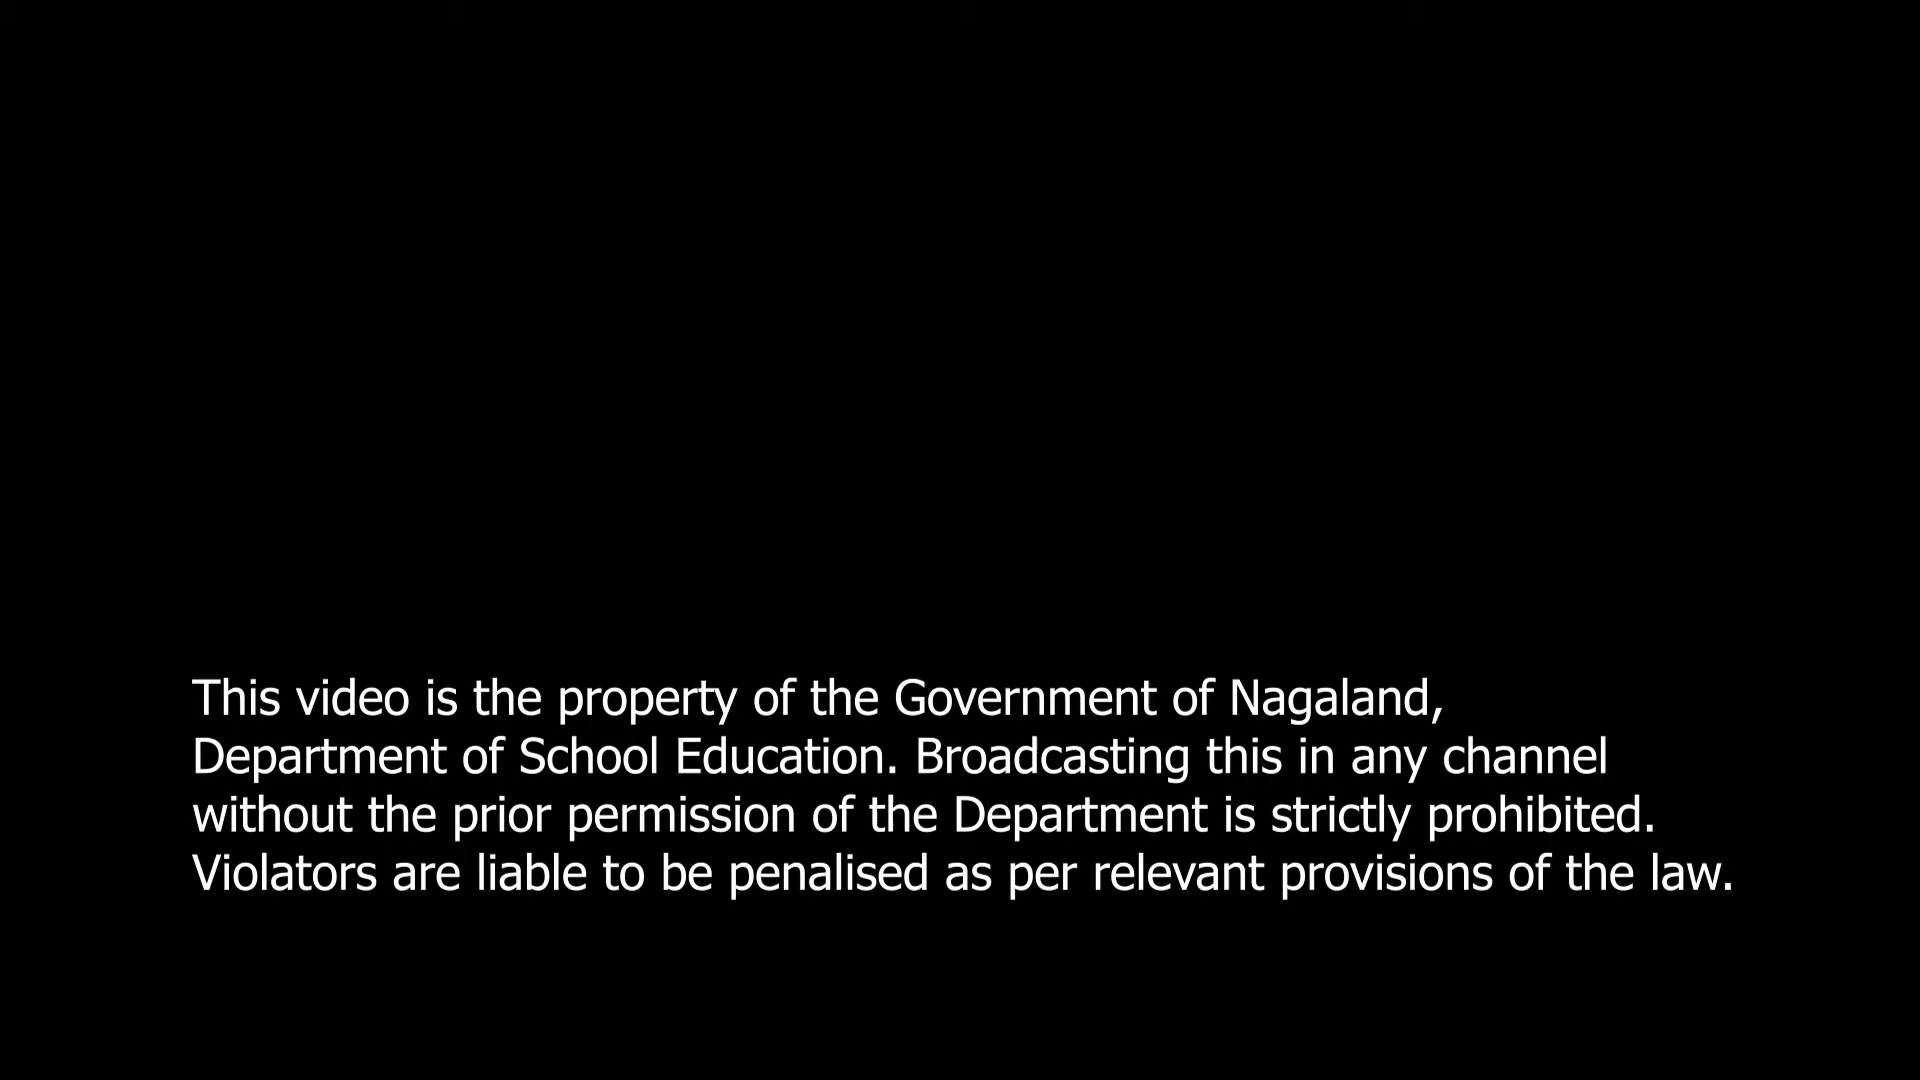 This video is the property of the Government of Nagaland,
Department of School Education. Broadcasting this in any channel
without the prior permission of the Department is strictly prohibited.
Violators are liable to be penalised as per relevant provisions of the law.